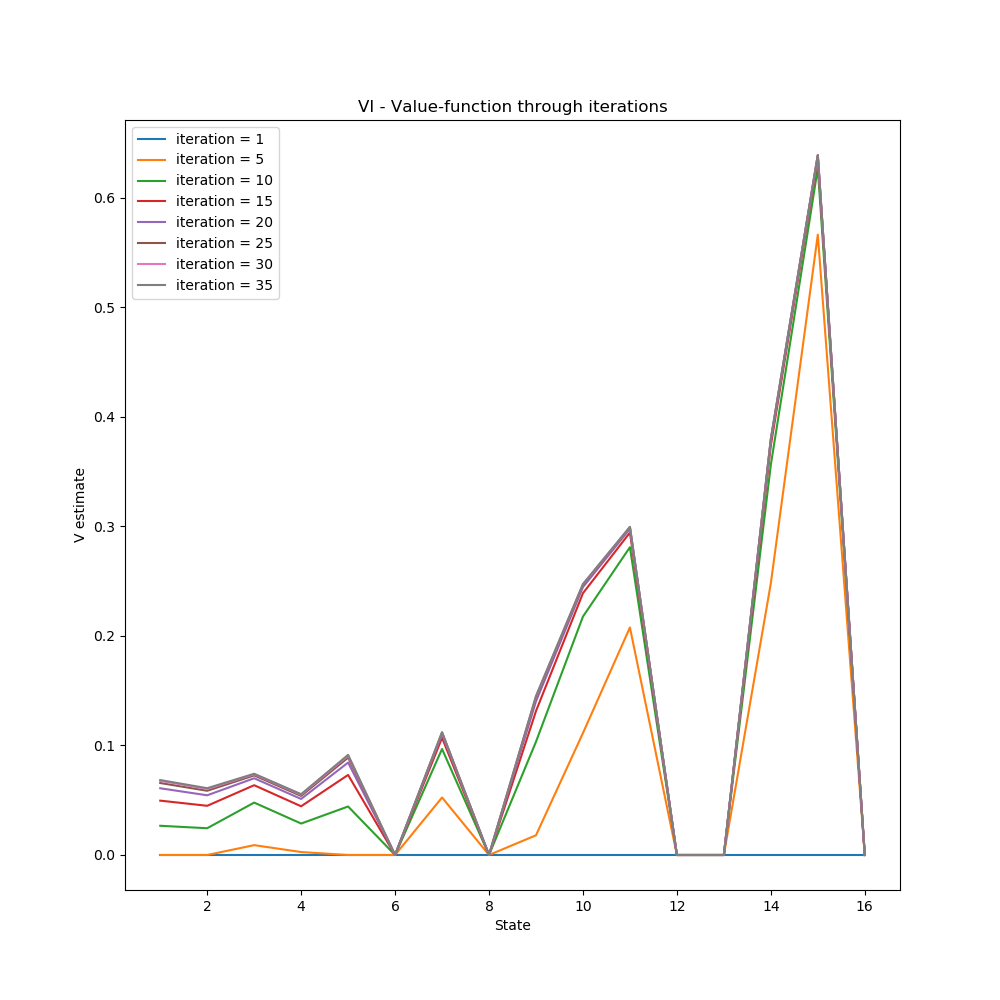 VI - Value-function through iterations
iteration = 1
iteration = 5
iteration = 10
iteration = 15
iteration = 20
iteration = 25
iteration = 30
iteration = 35
V estimate
0.6
0.5
0.4
0.3
0.2
0.1
0.0
2 4 6 8 10 12 14 16
State